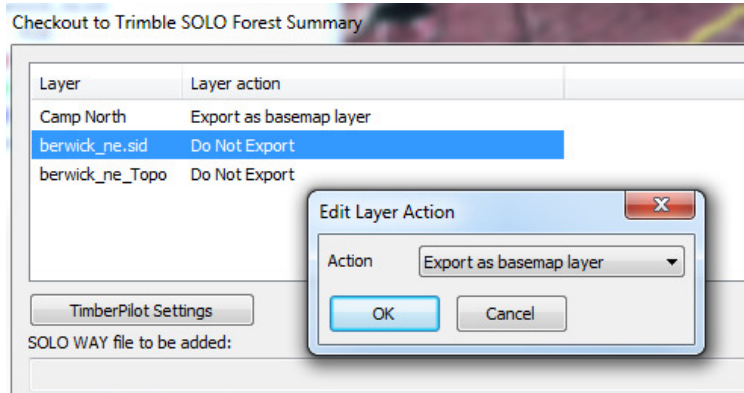 Checkout to Trimble SOLO Forest Summary
Layer Layer action
Camp North Export as basemap layer
berwick_ne.sid Do Not Export
berwick_ne_Topo Do Not Export
Edit Layer Action
Action Export as basemap layer
OK Cancel
TimberPilot Settings
SOLO WAY file to be added: